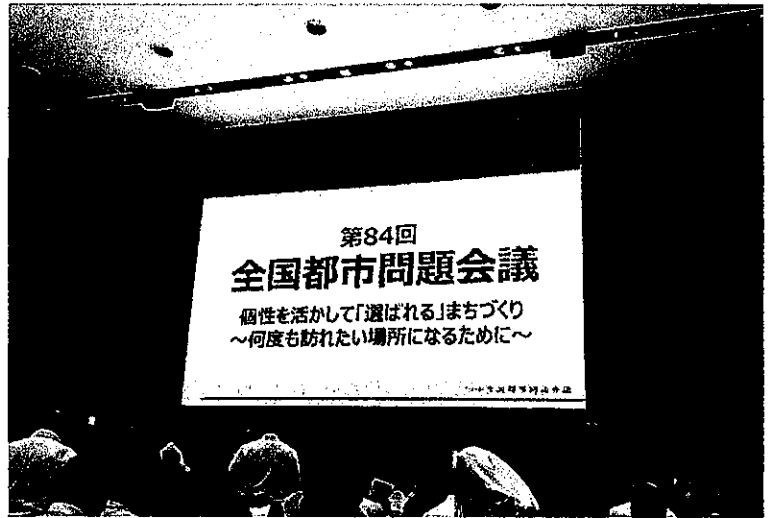 第84回
全国都市問題会議
個性を活かして「選ばれる」まちづくり
～何度も訪れたい場所になるために～